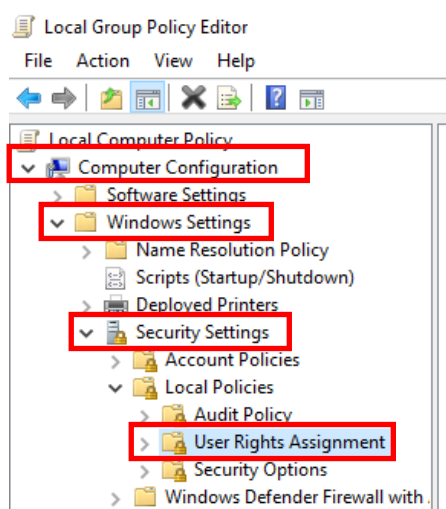 Local Group Policy Editor
File Action View Help
Local Computer Policy
Computer Configuration
Software Settings
Windows Settings
Name Resolution Policy
Scripts (Startup/Shutdown)
Deployed Printers
Security Settings
Account Policies
Local Policies
Audit Policy
User Rights Assignment
Security Options
Windows Defender Firewall with